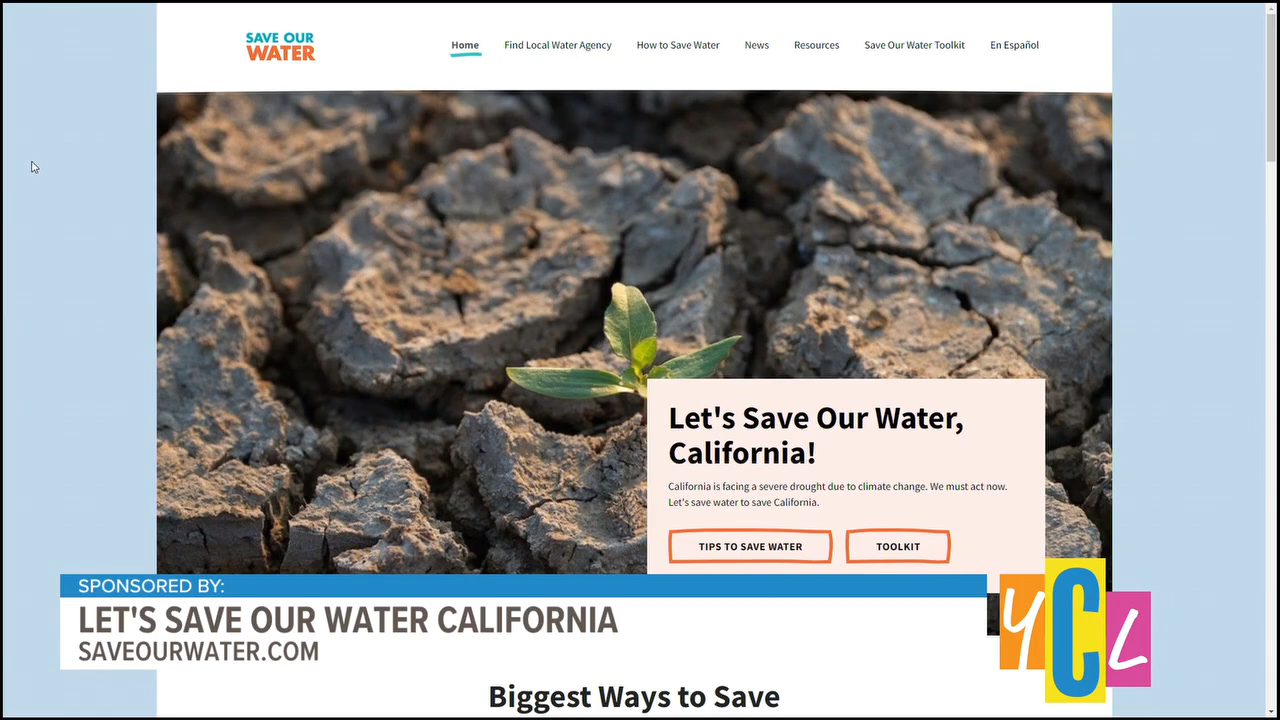 SAVE OUR
WATER
Home Find Local Water Agency How to Save Water News Resources Save Our Water Toolkit En Español
Let's Save Our Water,
California!
California is facing a severe drought due to climate change. We must act now.
Let's save water to save California.
TIPS TO SAVE WATER TOOLKIT
SPONSORED BY:
LET'S SAVE OUR WATER CALIFORNIA
SAVEOURWATER.COM
YCL
Biggest Ways to Save